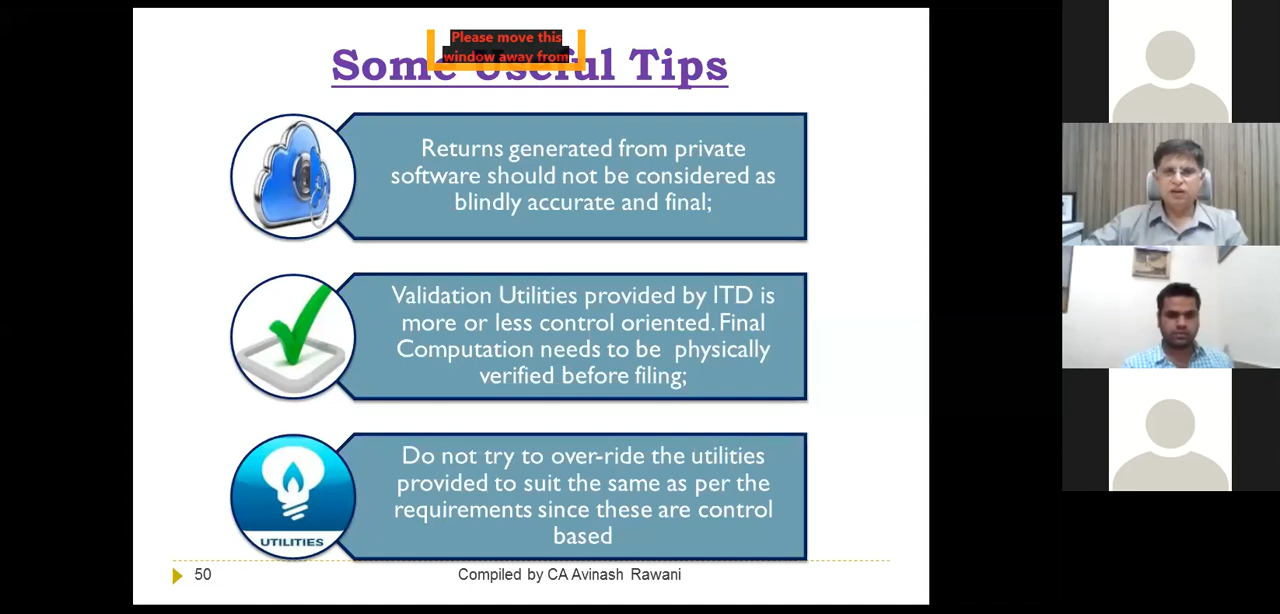 Please move this
window away from
Some Useful Tips
Returns generated from private
software should not be considered as
blindly accurate and final;
Validation Utilities provided by ITD is
more or less control oriented. Final
Computation needs to be physically
verified before filing;
Do not try to over-ride the utilities
provided to suit the same as per the
requirements since these are control
based
UTILITIES
50
Compiled by CA Avinash Rawani